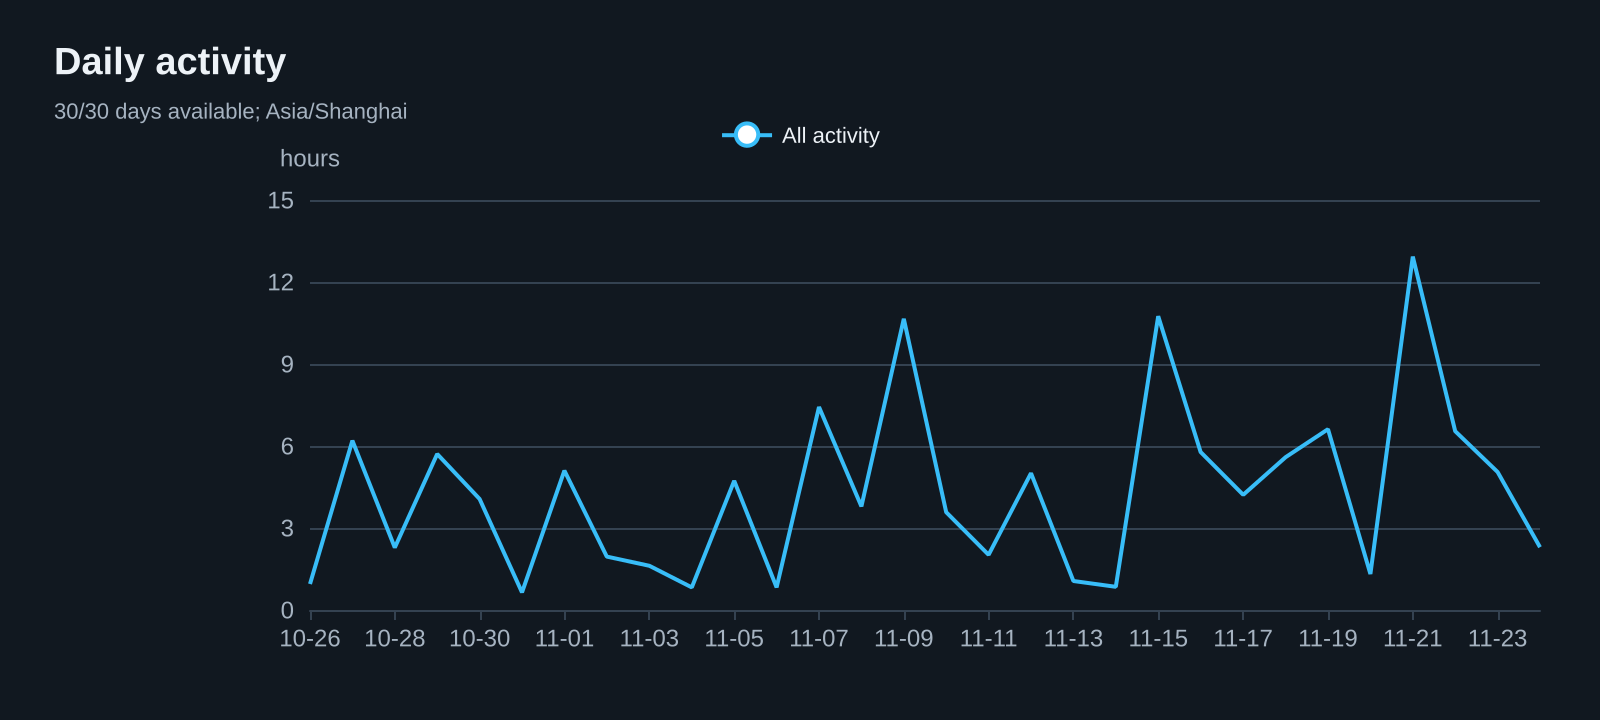 Daily activity
30/30 days available; Asia/Shanghai
All activity
hours
15
12
9
6
3
0
10-26 10-28 10-30 11-01 11-03 11-05 11-07 11-09 11-11 11-13 11-15 11-17 11-19 11-21 11-23